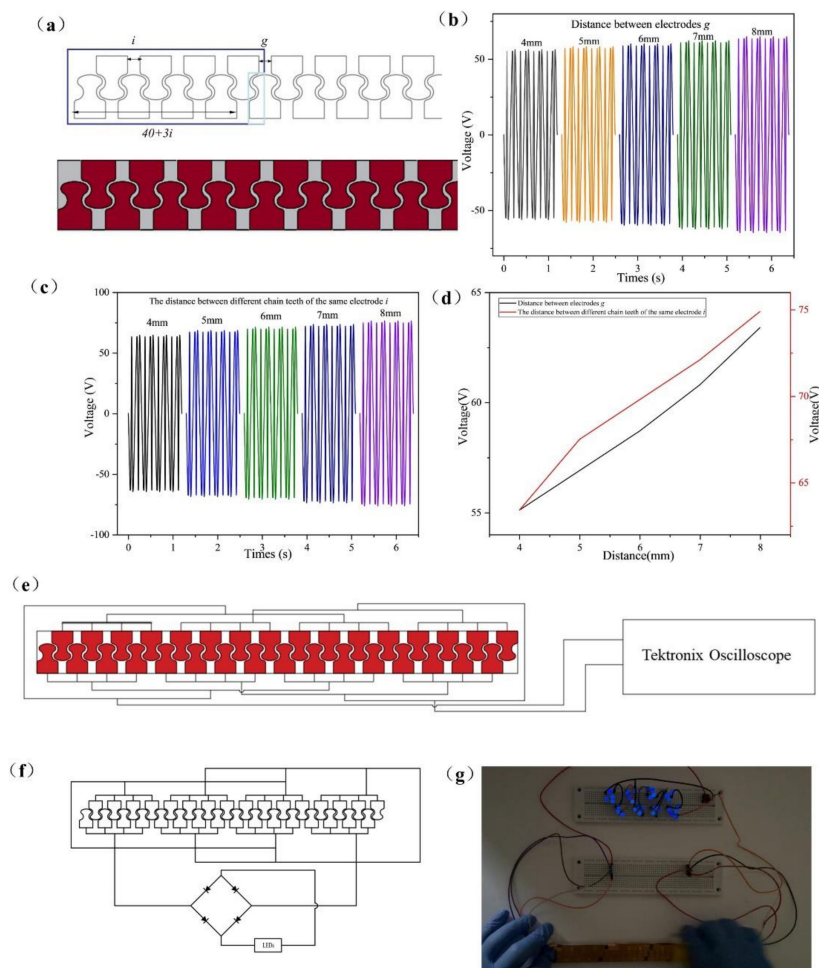 (a)
i
g
40+3i
(b)
Distance between electrodes g
4mm
5mm
6mm
7mm
8mm
Voltage (V)
50
0
-50
0
1
2
3
4
5
6
Times (s)
(c)
The distance between different chain teeth of the same electrode i
4mm
5mm
6mm
7mm
8mm
Voltage (V)
100
75
50
25
0
-25
-50
-75
-100
0
1
2
3
4
5
6
Times (s)
(d)
Distance between electrodes g
The distance between different chain teeth of the same electrode i
Voltage(V)
65
60
55
4
5
6
7
8
Distance(mm)
75
70
65
Voltage(V)
(e)
Tektronix Oscilloscope
(f)
LEDs
(g)